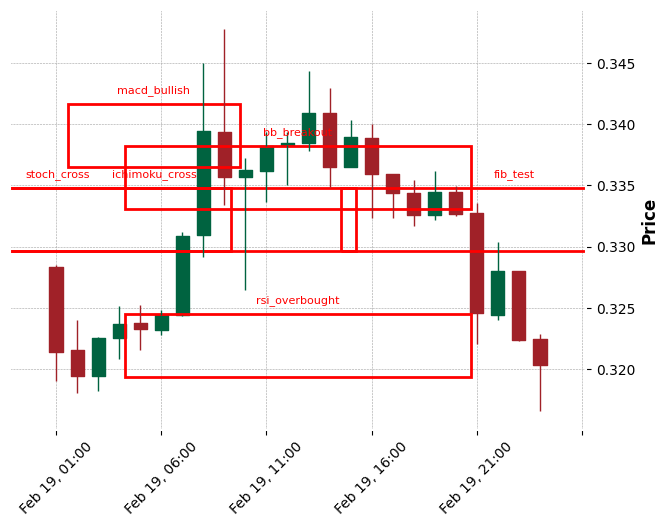 macd_bullish
bb_breakout
stoch_cross
ichimoku_cross
fib_test
rsi_overbought
0.345
0.340
0.335
0.330
0.325
0.320
Price
Feb 19, 01:00
Feb 19, 06:00
Feb 19, 11:00
Feb 19, 16:00
Feb 19, 21:00